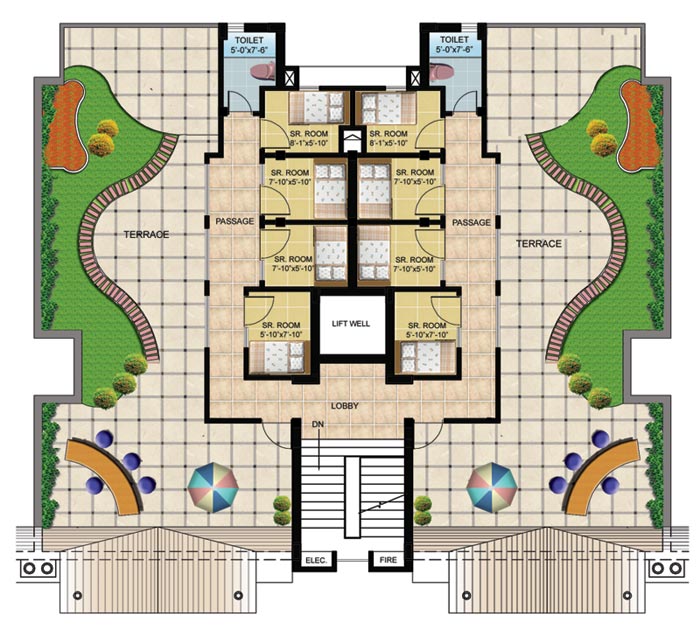 TOILET
5'-0"x7'-6"
TOILET
5'-0"x7'-6"
SR. ROOM
8'-1"x5'-10"
SR. ROOM
8'-1"x5'-10"
SR. ROOM
7'-10"x5'-10"
SR. ROOM
7'-10"x5'-10"
PASSAGE
PASSAGE
TERRACE
TERRACE
SR. ROOM
7'-10"x5'-10"
SR. ROOM
7'-10"x5'-10"
SR. ROOM
5'-10"x7'-10"
LIFT WELL
SR. ROOM
5'-10"x7'-10"
LOBBY
DN
ELEC.
FIRE